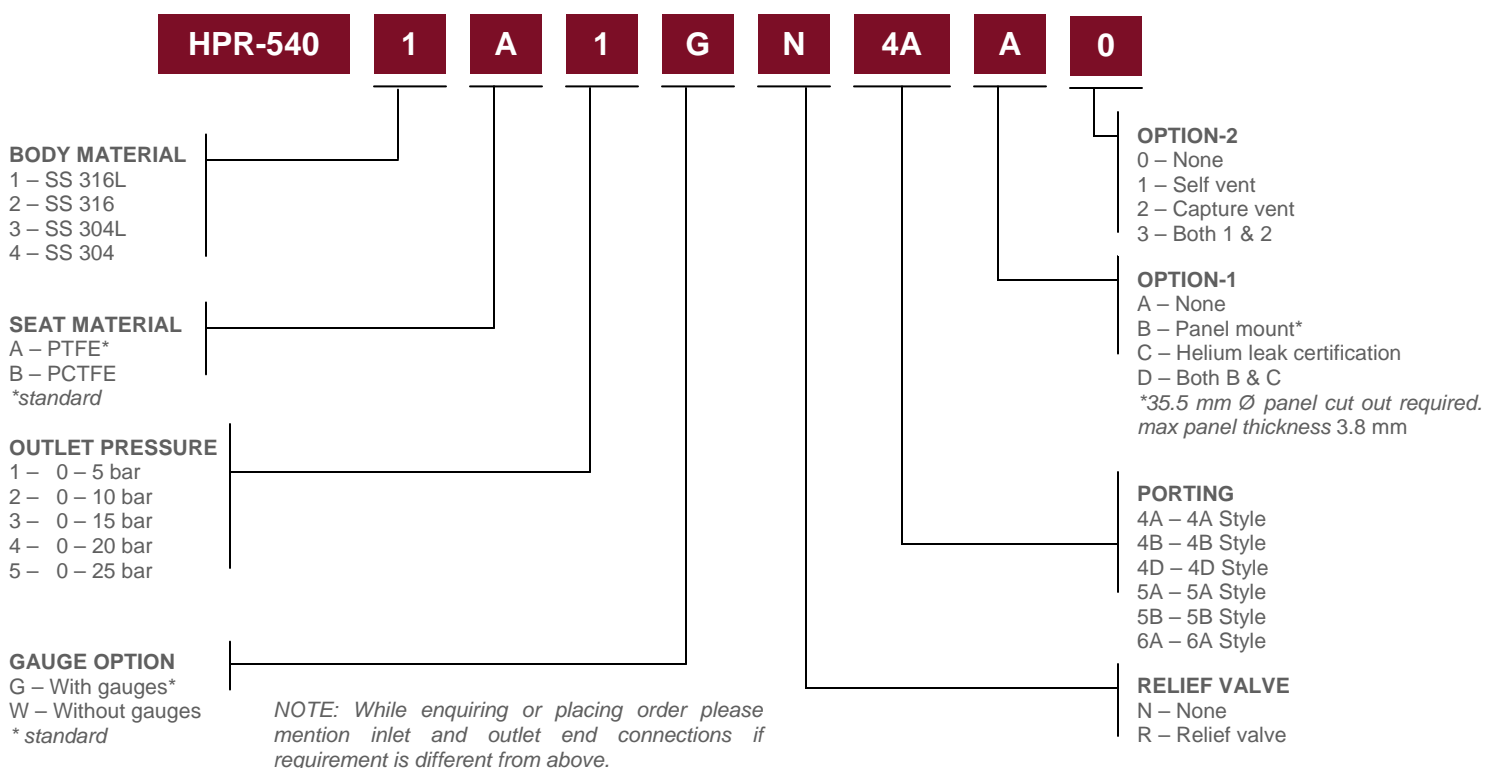 HPR-540 1 A 1 G N 4A A 0
BODY MATERIAL
1 – SS 316L
2 – SS 316
3 – SS 304L
4 – SS 304
SEAT MATERIAL
A – PTFE*
B – PCTFE
*standard
OUTLET PRESSURE
1 – 0 – 5 bar
2 – 0 – 10 bar
3 – 0 – 15 bar
4 – 0 – 20 bar
5 – 0 – 25 bar
GAUGE OPTION
G – With gauges*
W – Without gauges
* standard
NOTE: While enquiring or placing order please
mention inlet and outlet end connections if
requirement is different from above.
OPTION-2
0 – None
1 – Self vent
2 – Capture vent
3 – Both 1 & 2
OPTION-1
A – None
B – Panel mount*
C – Helium leak certification
D – Both B & C
*35.5 mm Ø panel cut out required.
max panel thickness 3.8 mm
PORTING
4A – 4A Style
4B – 4B Style
4D – 4D Style
5A – 5A Style
5B – 5B Style
6A – 6A Style
RELIEF VALVE
N – None
R – Relief valve